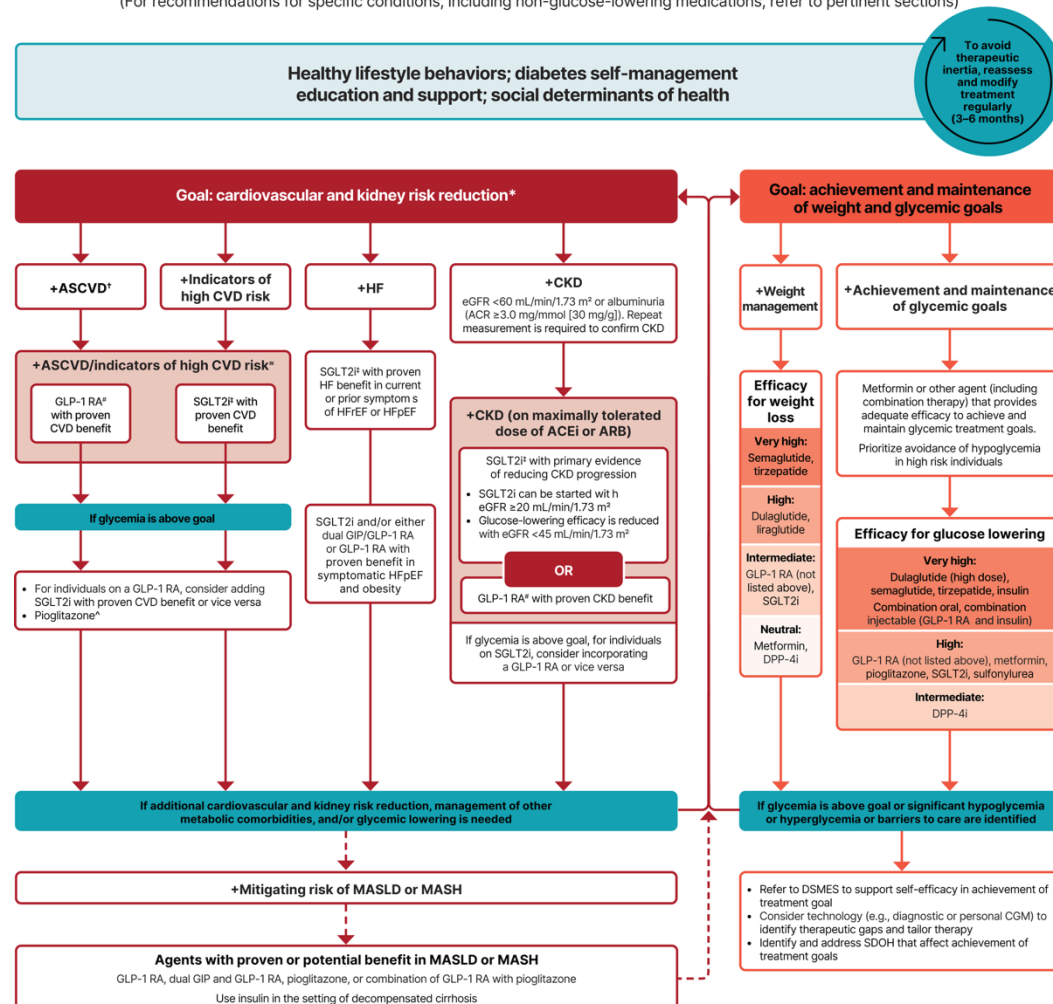 (For recommendations for specific conditions, including non-glucose-lowering medications, refer to pertinent sections)
Healthy lifestyle behaviors; diabetes self-management
education and support; social determinants of health
To avoid
therapeutic
inertia, reassess
and modify
treatment
regularly
(3–6 months)
Goal: cardiovascular and kidney risk reduction*
+ASCVD†
+Indicators of
high CVD risk
+HF
+CKD
eGFR <60 mL/min/1.73 m² or albuminuria
(ACR ≥3.0 mg/mmol [30 mg/g]). Repeat
measurement is required to confirm CKD
+ASCVD/indicators of high CVD risk¤
GLP-1 RA#
with proven
CVD benefit
SGLT2i‡ with
proven CVD
benefit
If glycemia is above goal
• For individuals on a GLP-1 RA, consider adding
SGLT2i with proven CVD benefit or vice versa
• Pioglitazone^
SGLT2i‡ with proven
HF benefit in current
or prior symptom s
of HFrEF or HFpEF
SGLT2i and/or either
dual GIP/GLP-1 RA
or GLP-1 RA with
proven benefit in
symptomatic HFpEF
and obesity
+CKD (on maximally tolerated
dose of ACEi or ARB)
SGLT2i‡ with primary evidence
of reducing CKD progression
• SGLT2i can be started wit h
eGFR ≥20 mL/min/1.73 m²
• Glucose-lowering efficacy is reduced
with eGFR <45 mL/min/1.73 m²
OR
GLP-1 RA# with proven CKD benefit
If glycemia is above goal, for individuals
on SGLT2i, consider incorporating
a GLP-1 RA or vice versa
If additional cardiovascular and kidney risk reduction, management of other
metabolic comorbidities, and/or glycemic lowering is needed
+Mitigating risk of MASLD or MASH
Agents with proven or potential benefit in MASLD or MASH
GLP-1 RA, dual GIP and GLP-1 RA, pioglitazone, or combination of GLP-1 RA with pioglitazone
Use insulin in the setting of decompensated cirrhosis
Goal: achievement and maintenance
of weight and glycemic goals
+Weight
management
Efficacy
for weight
loss
Very high:
Semaglutide,
tirzepatide
High:
Dulaglutide,
liraglutide
Intermediate:
GLP-1 RA (not
listed above),
SGLT2i
Neutral:
Metformin,
DPP-4i
+Achievement and maintenance
of glycemic goals
Metformin or other agent (including
combination therapy) that provides
adequate efficacy to achieve and
maintain glycemic treatment goals.
Prioritize avoidance of hypoglycemia
in high risk individuals
Efficacy for glucose lowering
Very high:
Dulaglutide (high dose),
semaglutide, tirzepatide, insulin
Combination oral, combination
injectable (GLP-1 RA and insulin)
High:
GLP-1 RA (not listed above), metformin,
pioglitazone, SGLT2i, sulfonylurea
Intermediate:
DPP-4i
If glycemia is above goal or significant hypoglycemia
or hyperglycemia or barriers to care are identified
• Refer to DSMES to support self-efficacy in achievement of
treatment goal
• Consider technology (e.g., diagnostic or personal CGM) to
identify therapeutic gaps and tailor therapy
• Identify and address SDOH that affect achievement of
treatment goals